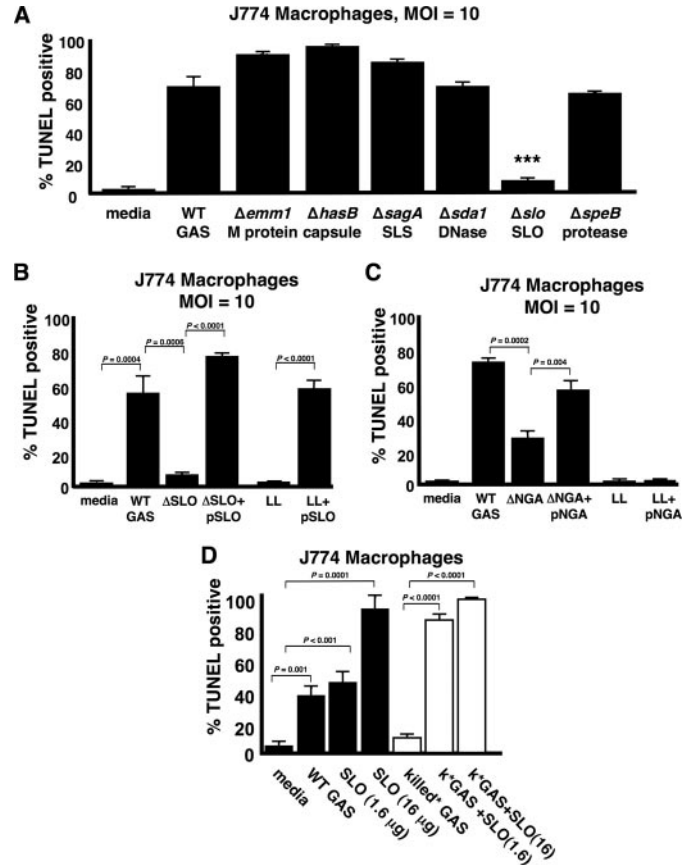 A
J774 Macrophages, MOI = 10
% TUNEL positive
100
80
60
40
20
0
***
media WT Δemm1 ΔhasB ΔsagA Δsda1 Δslo ΔspeB
GAS M protein capsule SLS DNase SLO protease
B
J774 Macrophages
MOI = 10
% TUNEL positive
100
80
60
40
20
0
P < 0.0001
P = 0.0006
P = 0.0004
P < 0.0001
media WT ΔSLO ΔSLO+ LL LL+
GAS pSLO pSLO
C
J774 Macrophages
MOI = 10
% TUNEL positive
100
80
60
40
20
0
P = 0.0002
P = 0.004
media WT ΔNGA ΔNGA+ LL LL+
GAS pNGA pNGA
D
J774 Macrophages
% TUNEL positive
100
80
60
40
20
0
P = 0.0001
P < 0.001
P = 0.001
P < 0.0001
P < 0.0001
media
WT GAS
SLO (1.6 µg)
SLO (16 µg)
killed* GAS
k*GAS +SLO(1.6)
k*GAS+SLO(16)